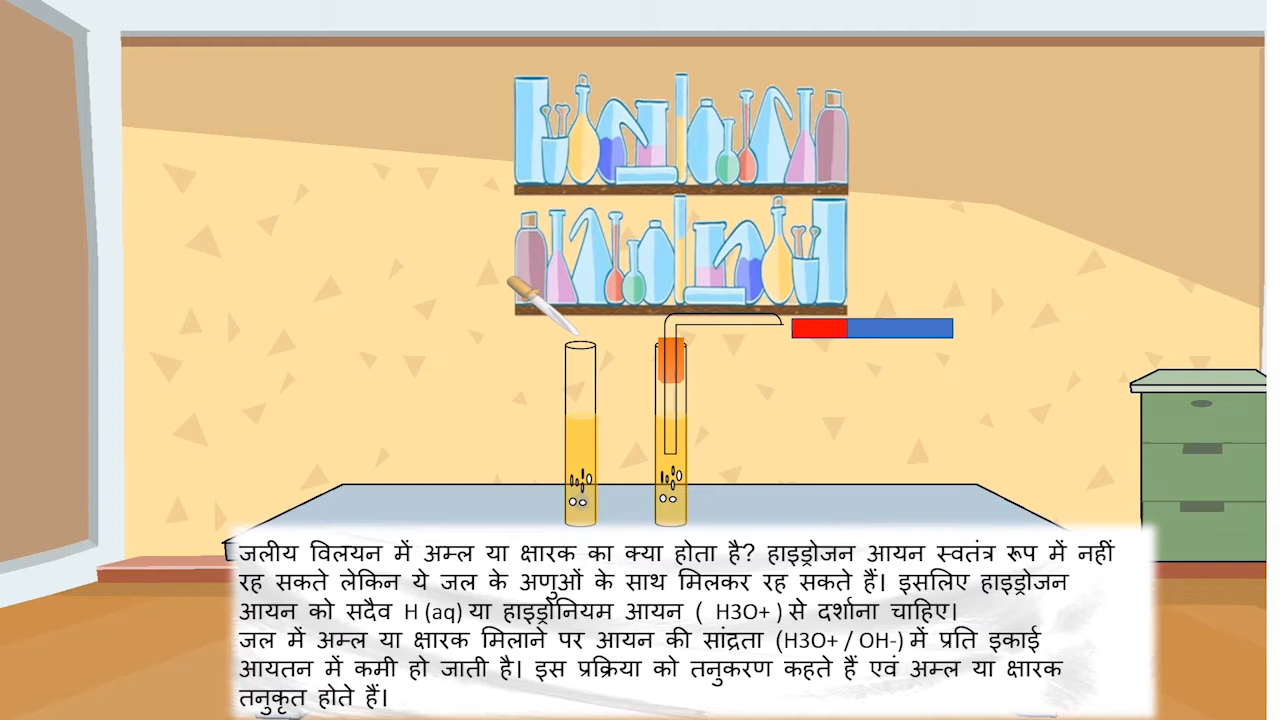 जलीय विलयन में अम्ल या क्षारक का क्या होता है? हाइड्रोजन आयन स्वतंत्र रूप में नहीं
रह सकते लेकिन ये जल के अणुओं के साथ मिलकर रह सकते हैं। इसलिए हाइड्रोजन
आयन को सदैव H (aq) या हाइड्रोनियम आयन ( H3O+ ) से दर्शाना चाहिए।
जल में अम्ल या क्षारक मिलाने पर आयन की सांद्रता (H3O+ / OH-) में प्रति इकाई
आयतन में कमी हो जाती है। इस प्रक्रिया को तनुकरण कहते हैं एवं अम्ल या क्षारक
तनुकृत होते हैं।